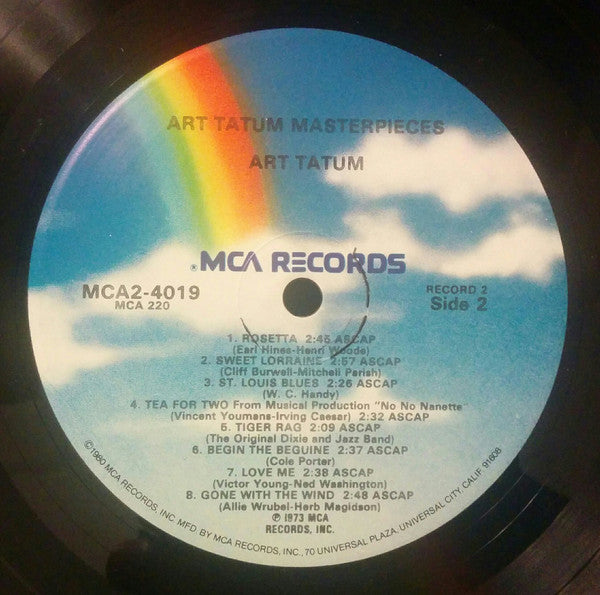 ART TATUM MASTERPIECES
ART TATUM
®MCA RECORDS
MCA2-4019
MCA 220
RECORD 2
Side 2
1. ROSETTA 2:45 ASCAP
(Earl Hines-Henri Woode)
2. SWEET LORRAINE 2:57 ASCAP
(Cliff Burwell-Mitchell Parish)
3. ST. LOUIS BLUES 2:26 ASCAP
(W. C. Handy)
4. TEA FOR TWO From Musical Production "No No Nanette"
(Vincent Youmans-Irving Caesar) 2:32 ASCAP
5. TIGER RAG 2:09 ASCAP
(The Original Dixie and Jazz Band)
6. BEGIN THE BEGUINE 2:37 ASCAP
(Cole Porter)
7. LOVE ME 2:38 ASCAP
(Victor Young-Ned Washington)
8. GONE WITH THE WIND 2:48 ASCAP
(Allie Wrubel-Herb Magidson)
℗ 1973 MCA
RECORDS, INC.
©1980 MCA RECORDS, INC. MFD. BY MCA RECORDS, INC., 70 UNIVERSAL PLAZA, UNIVERSAL CITY, CALIF. 91608